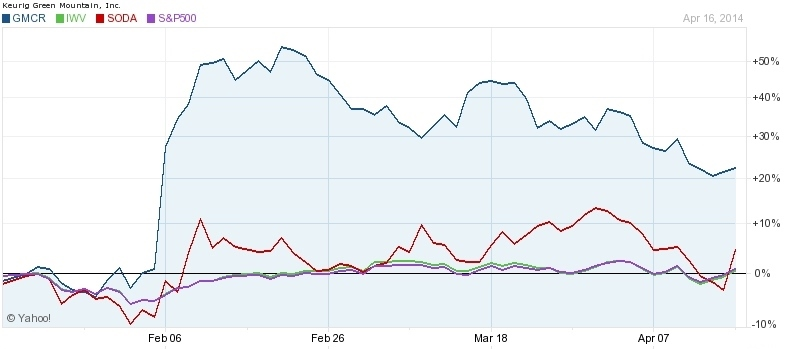 Keurig Green Mountain, Inc.
GMCR IWV SODA S&P500 Apr 16, 2014
+50%
+40%
+30%
+20%
+10%
0%
-10%
© Yahoo!
Feb 06 Feb 26 Mar 18 Apr 07